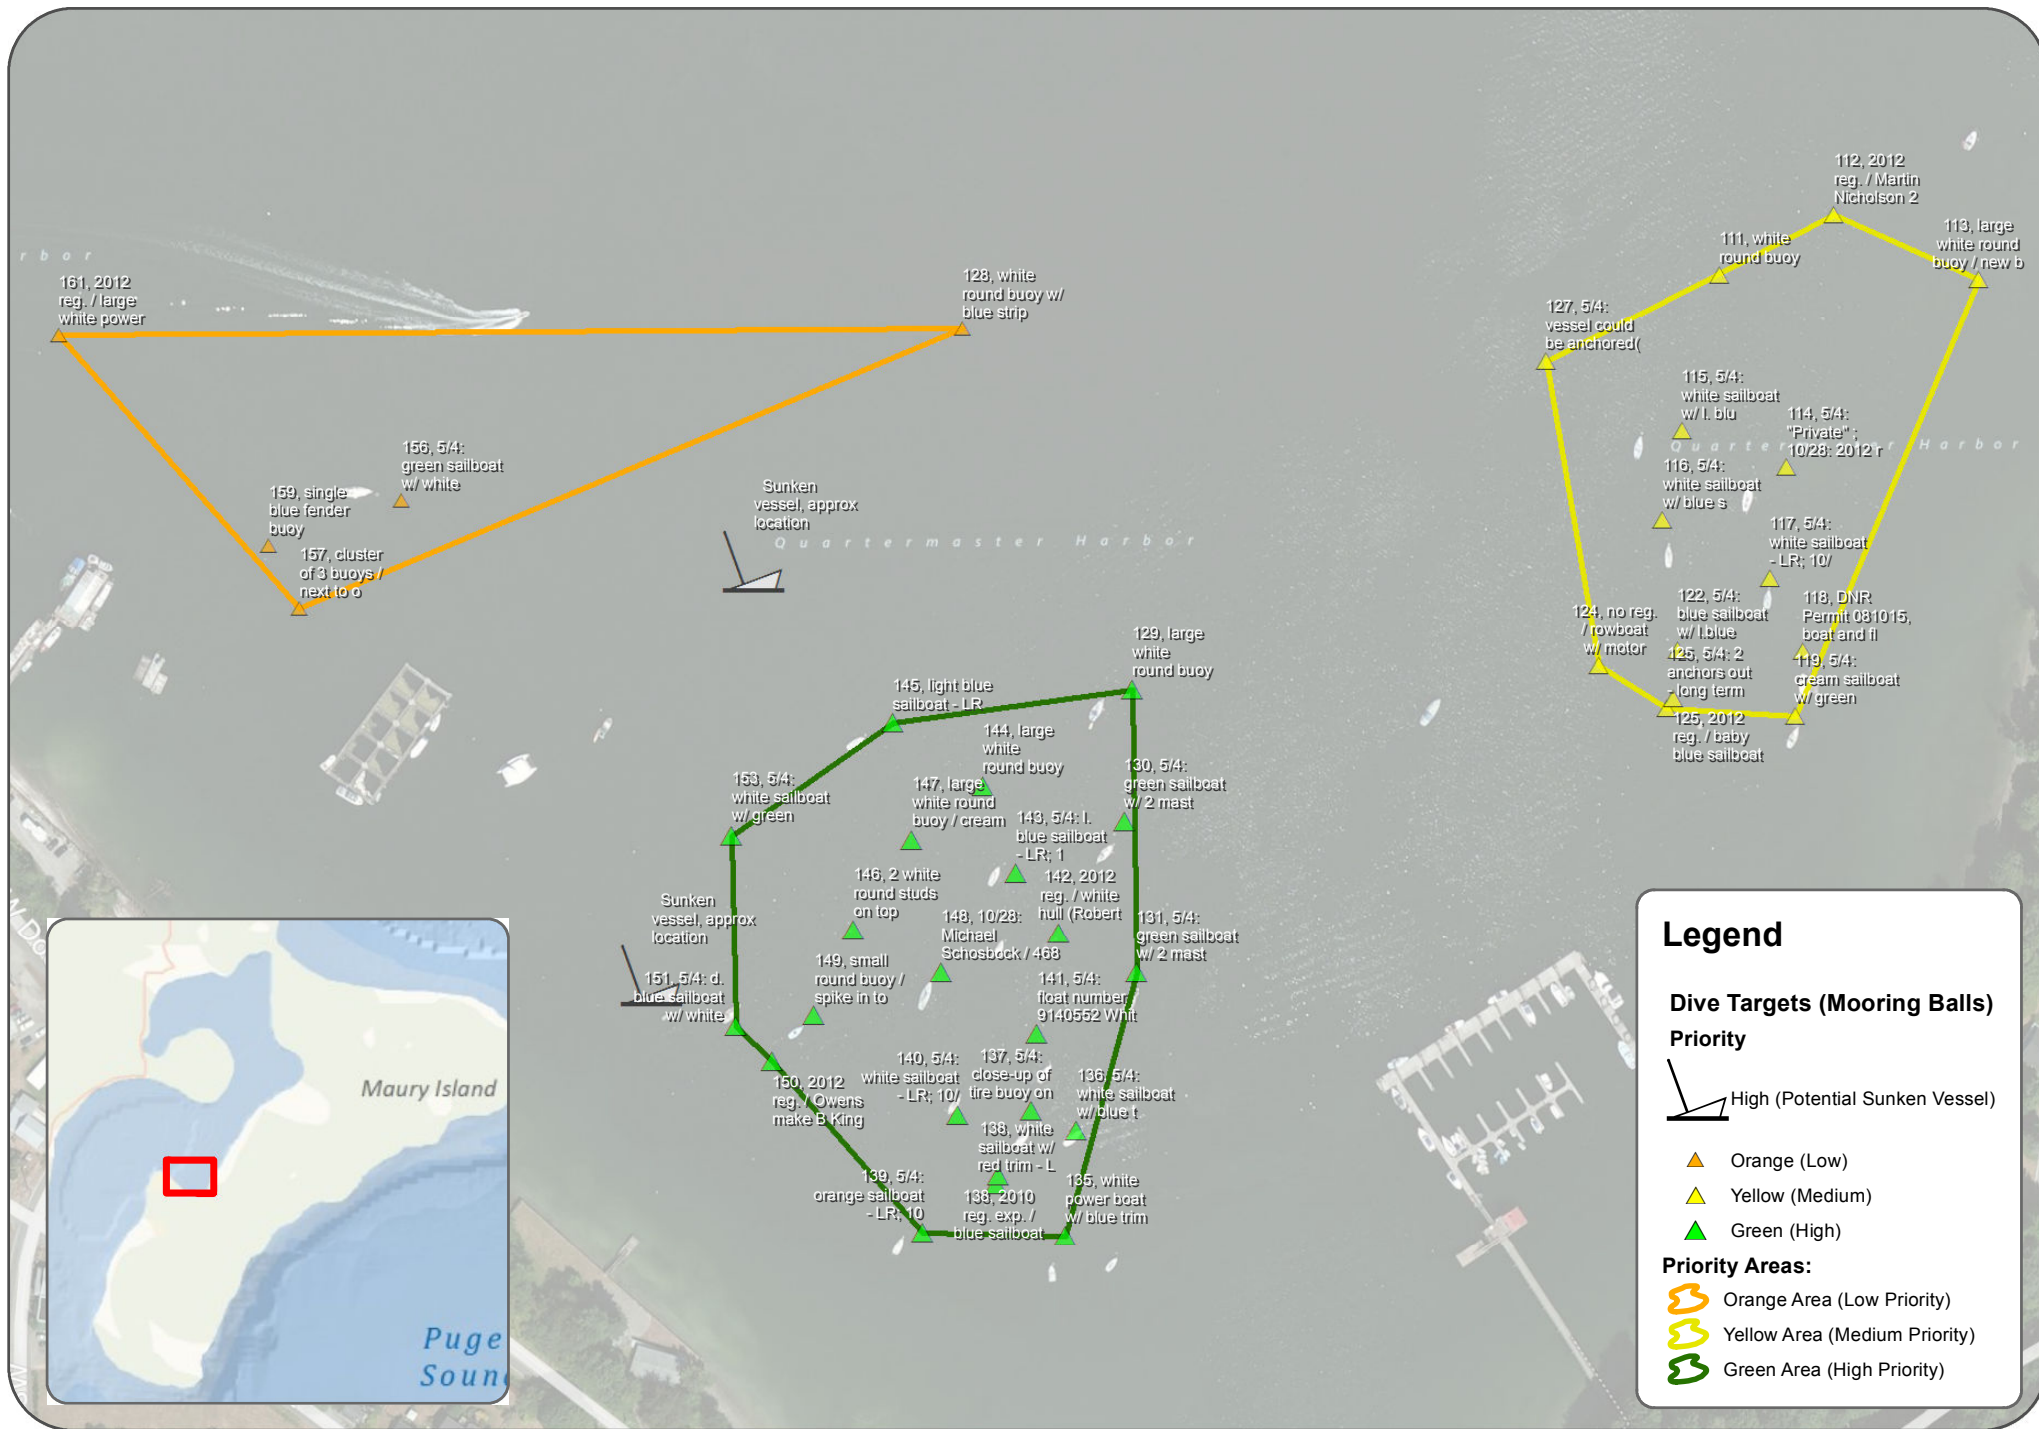 r b o r
161, 2012
reg. / large
white power
128, white
round buoy w/
blue strip
112, 2012
reg. / Martin
Nicholson 2
113, large
white round
buoy / new b
111, white
round buoy
127, 5/4:
vessel could
be anchored(
115, 5/4:
white sailboat
w/ l. blu
114, 5/4:
"Private" ;
10/28: 2012 r
116, 5/4:
white sailboat
w/ blue s
117, 5/4:
white sailboat
- LR; 10/
122, 5/4:
blue sailboat
w/ l.blue
118, DNR
Permit 081015,
boat and fl
124, no reg.
/ rowboat
w/ motor
125, 5/4: 2
anchors out
- long term
119, 5/4:
cream sailboat
w/ green
125, 2012
reg. / baby
blue sailboat
156, 5/4:
green sailboat
w/ white
159, single
blue fender
buoy
157, cluster
of 3 buoys /
next to o
Sunken
vessel, approx
location
Quartermaster Harbor
Harbor
129, large
white
round buoy
145, light blue
sailboat - LR
144, large
white
round buoy
130, 5/4:
green sailboat
w/ 2 mast
153, 5/4:
white sailboat
w/ green
147, large
white round
buoy / cream
143, 5/4: l.
blue sailboat
- LR; 1
146, 2 white
round studs
on top
142, 2012
reg. / white
hull (Robert
148, 10/28:
Michael
Schosbock / 468
131, 5/4:
green sailboat
w/ 2 mast
Sunken
vessel, approx
location
151, 5/4: d.
blue sailboat
w/ white
149, small
round buoy /
spike in to
141, 5/4:
float number
9140552 Whit
150, 2012
reg. / Owens
make B King
140, 5/4:
white sailboat
- LR; 10/
137, 5/4:
close-up of
tire buoy on
136, 5/4:
white sailboat
w/ blue t
138, white
sailboat w/
red trim - L
139, 5/4:
orange sailboat
- LR; 10
138, 2010
reg. exp. /
blue sailboat
135, white
power boat
w/ blue trim
Maury Island
Puge
Soun
Legend
Dive Targets (Mooring Balls)
Priority
High (Potential Sunken Vessel)
Orange (Low)
Yellow (Medium)
Green (High)
Priority Areas:
Orange Area (Low Priority)
Yellow Area (Medium Priority)
Green Area (High Priority)